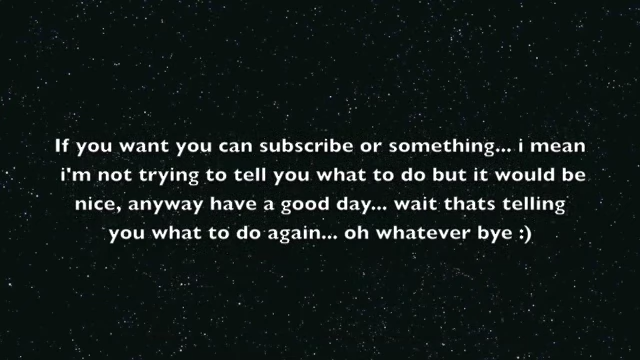 If you want you can subscribe or something... i mean
i'm not trying to tell you what to do but it would be
nice, anyway have a good day... wait thats telling
you what to do again... oh whatever bye :)